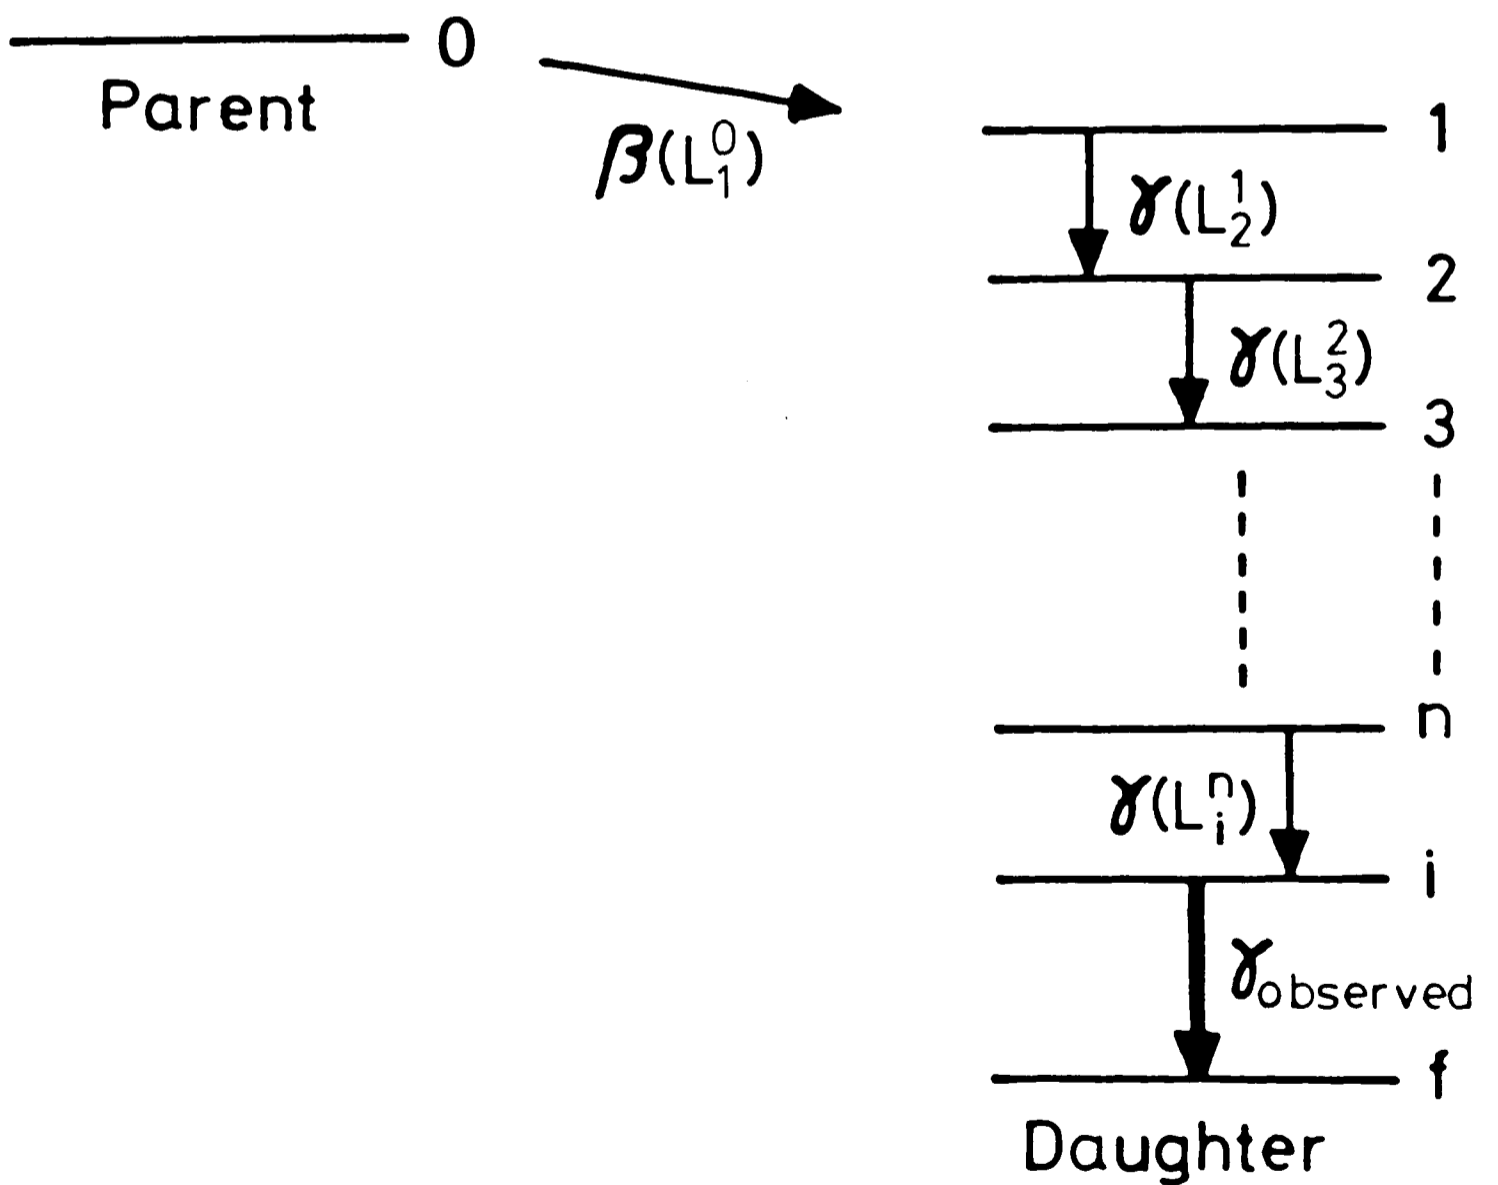 0
Parent
β(L⁰₁)
1
γ(L¹₂)
2
γ(L²₃)
3
n
γ(Lⁿᵢ)
i
γobserved
f
Daughter